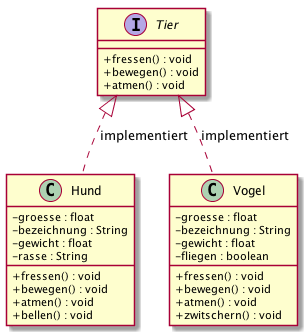 I Tier
+fressen() : void
+bewegen() : void
+atmen() : void
implementiert
implementiert
C Hund
−groesse : float
−bezeichnung : String
−gewicht : float
−rasse : String
+fressen() : void
+bewegen() : void
+atmen() : void
+bellen() : void
C Vogel
−groesse : float
−bezeichnung : String
−gewicht : float
−fliegen : boolean
+fressen() : void
+bewegen() : void
+atmen() : void
+zwitschern() : void